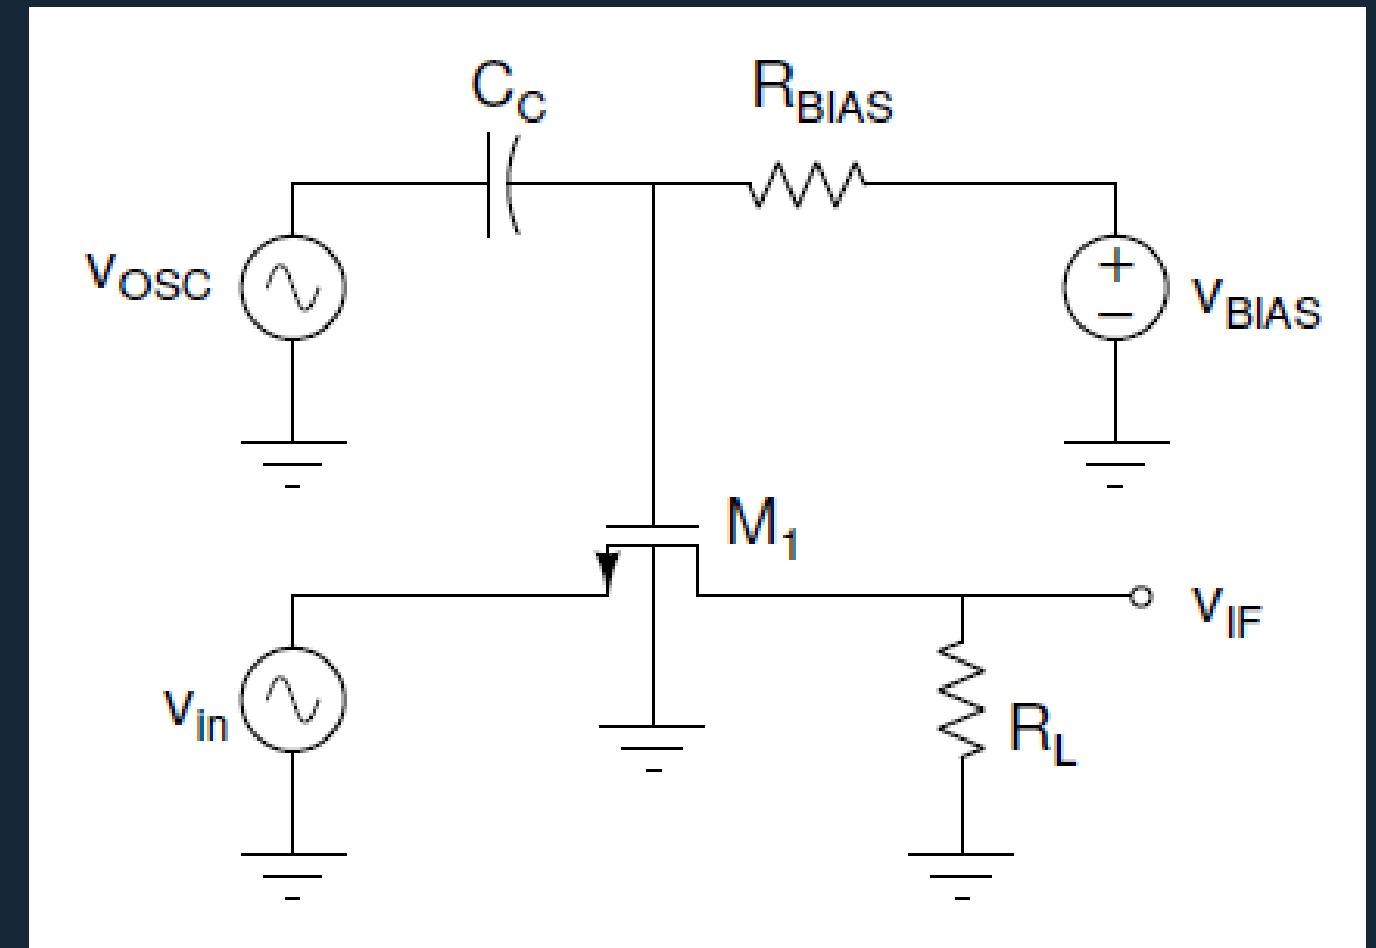 C_C
R_BIAS
v_OSC
+
−
v_BIAS
M_1
v_IF
v_in
R_L